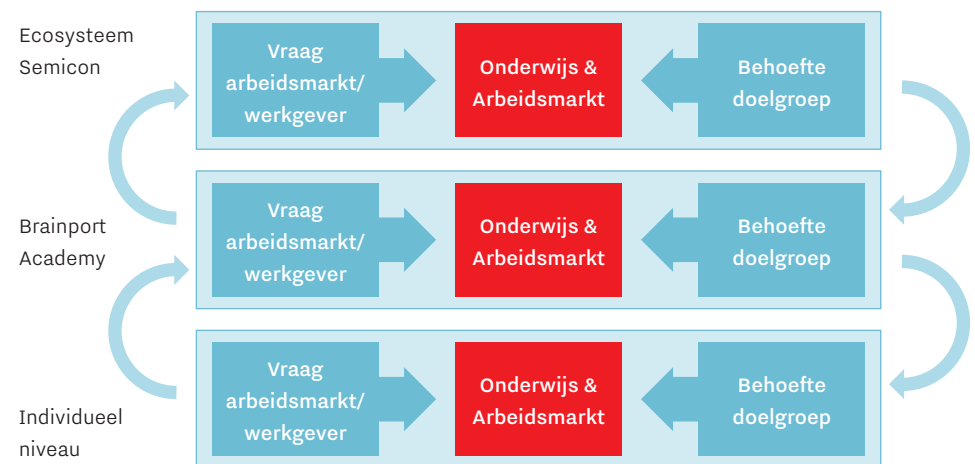 Ecosysteem
Semicon
Vraag
arbeidsmarkt/
werkgever
Onderwijs &
Arbeidsmarkt
Behoefte
doelgroep
Brainport
Academy
Vraag
arbeidsmarkt/
werkgever
Onderwijs &
Arbeidsmarkt
Behoefte
doelgroep
Individueel
niveau
Vraag
arbeidsmarkt/
werkgever
Onderwijs &
Arbeidsmarkt
Behoefte
doelgroep